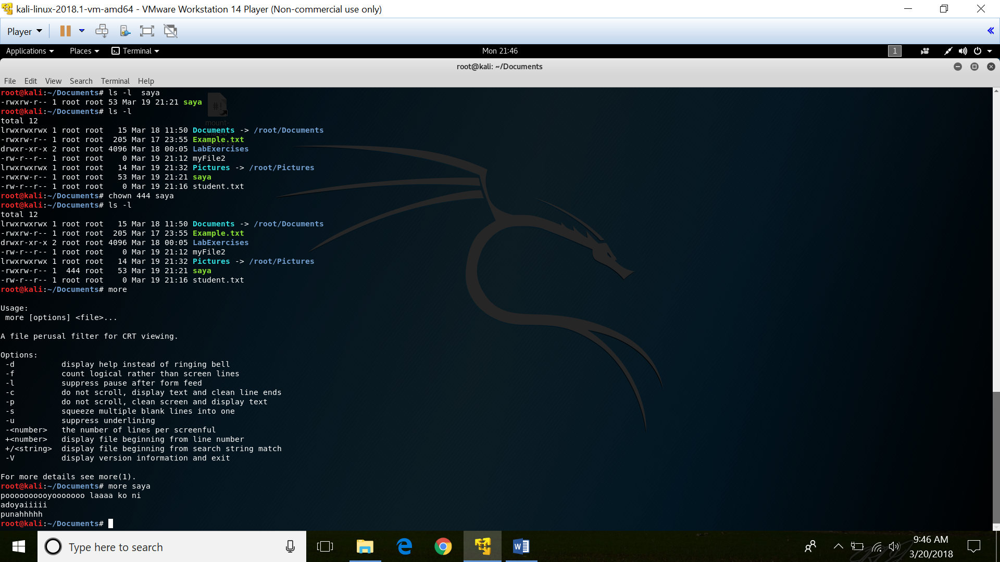 kali-linux-2018.1-vm-amd64 - VMware Workstation 14 Player (Non-commercial use only)
Player
Applications Places Terminal Mon 21:46 1
root@kali: ~/Documents
File Edit View Search Terminal Help
root@kali:~/Documents# ls -l  saya
-rwxrw-r-- 1 root root 53 Mar 19 21:21 saya
root@kali:~/Documents# ls -l
total 12
lrwxrwxrwx 1 root root   15 Mar 18 11:50 Documents -> /root/Documents
-rwxrw-r-- 1 root root  205 Mar 17 23:55 Example.txt
drwxr-xr-x 2 root root 4096 Mar 18 00:05 LabExercises
-rw-r--r-- 1 root root    0 Mar 19 21:12 myFile2
lrwxrwxrwx 1 root root   14 Mar 19 21:32 Pictures -> /root/Pictures
-rwxrw-r-- 1 root root   53 Mar 19 21:21 saya
-rw-r--r-- 1 root root    0 Mar 19 21:16 student.txt
root@kali:~/Documents# chown 444 saya
root@kali:~/Documents# ls -l
total 12
lrwxrwxrwx 1 root root   15 Mar 18 11:50 Documents -> /root/Documents
-rwxrw-r-- 1 root root  205 Mar 17 23:55 Example.txt
drwxr-xr-x 2 root root 4096 Mar 18 00:05 LabExercises
-rw-r--r-- 1 root root    0 Mar 19 21:12 myFile2
lrwxrwxrwx 1 root root   14 Mar 19 21:32 Pictures -> /root/Pictures
-rwxrw-r-- 1  444 root   53 Mar 19 21:21 saya
-rw-r--r-- 1 root root    0 Mar 19 21:16 student.txt
root@kali:~/Documents# more

Usage:
 more [options] <file>...

A file perusal filter for CRT viewing.

Options:
 -d          display help instead of ringing bell
 -f          count logical rather than screen lines
 -l          suppress pause after form feed
 -c          do not scroll, display text and clean line ends
 -p          do not scroll, clean screen and display text
 -s          squeeze multiple blank lines into one
 -u          suppress underlining
 -<number>   the number of lines per screenful
 +<number>   display file beginning from line number
 +/<string>  display file beginning from search string match
 -V          display version information and exit

For more details see more(1).
root@kali:~/Documents# more saya
poooooooooyooooooo laaaa ko ni
adoyaiiiii
punahhhhh
root@kali:~/Documents#
#!
mount-
Type here to search
9:46 AM
3/20/2018